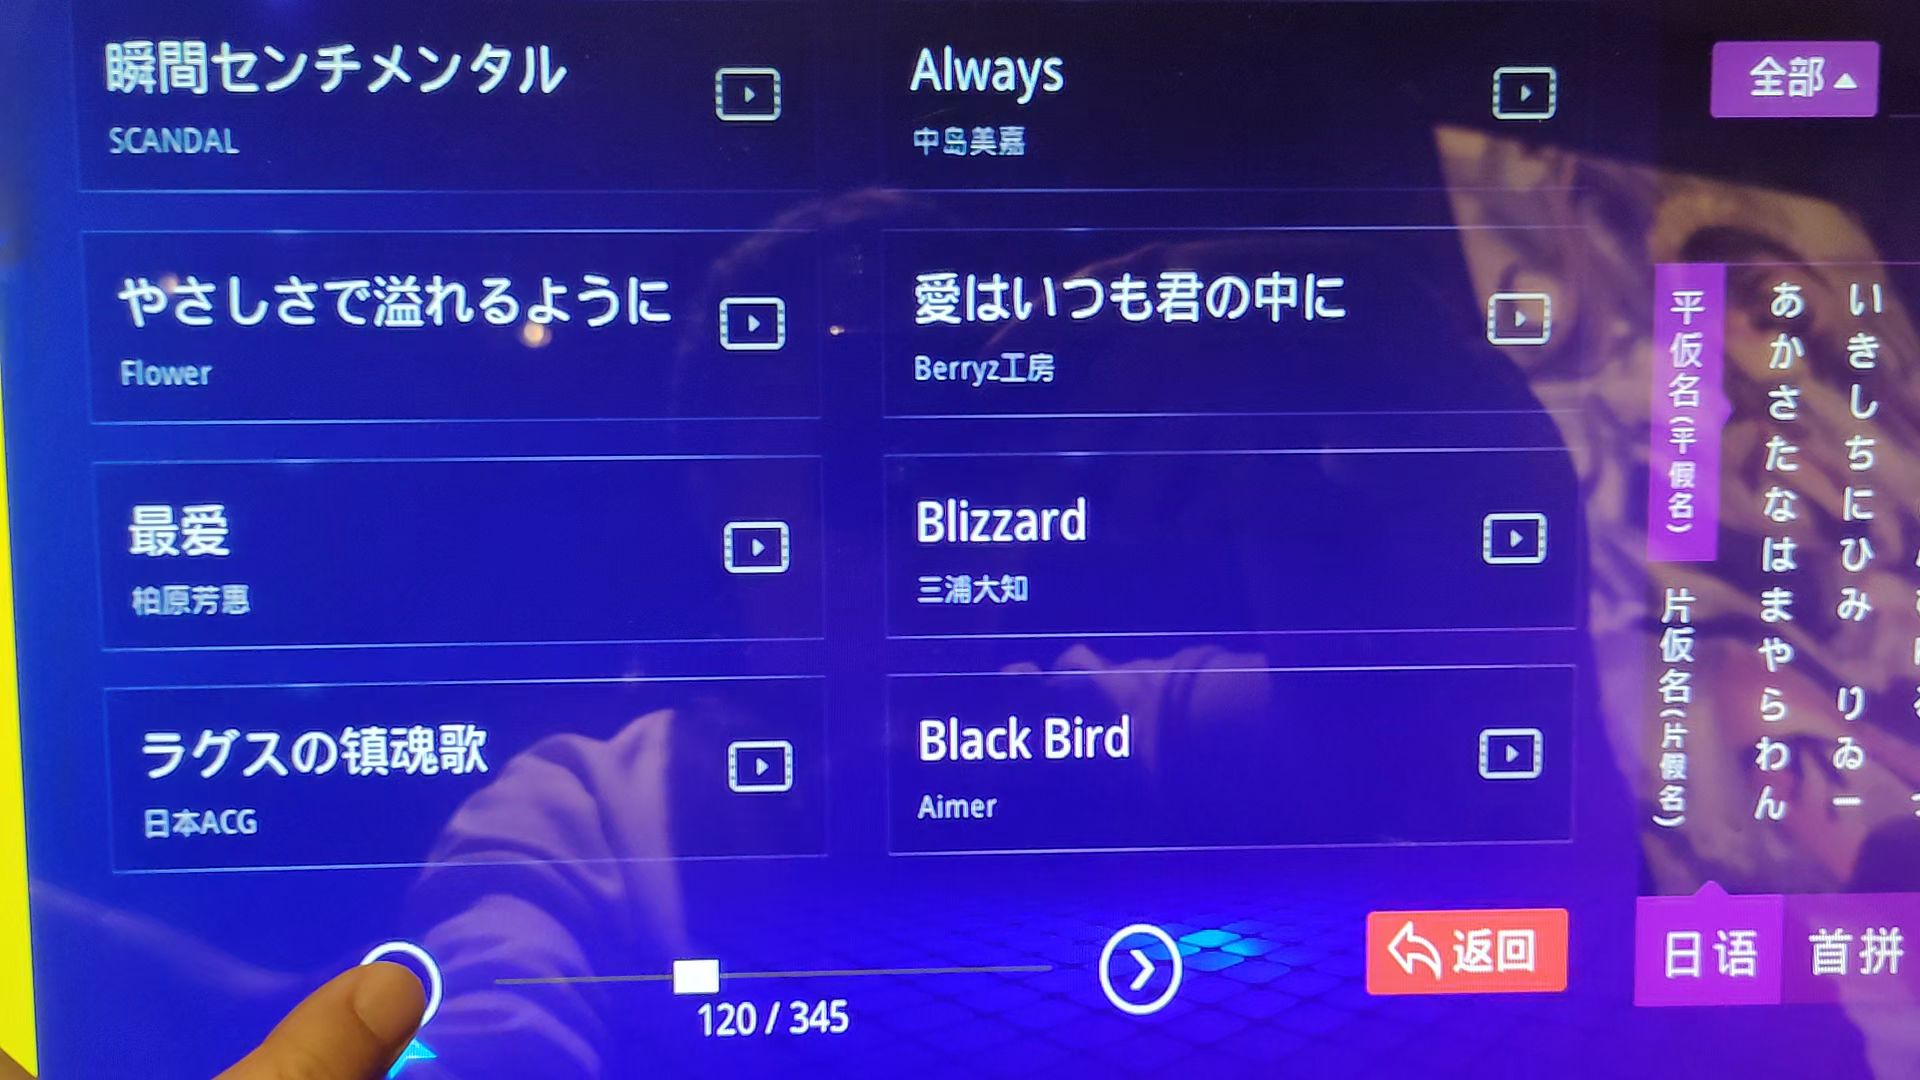 瞬間センチメンタル
SCANDAL
Always
中岛美嘉
やさしさで溢れるように
Flower
愛はいつも君の中に
Berryz工房
最爱
柏原芳惠
Blizzard
三浦大知
ラグスの镇魂歌
日本ACG
Black Bird
Aimer
120 / 345
返回
全部
平仮名(平假名)
片仮名(片假名)
あかさたなはまやらわん
いきしちにひみ りゐー
日语
首拼